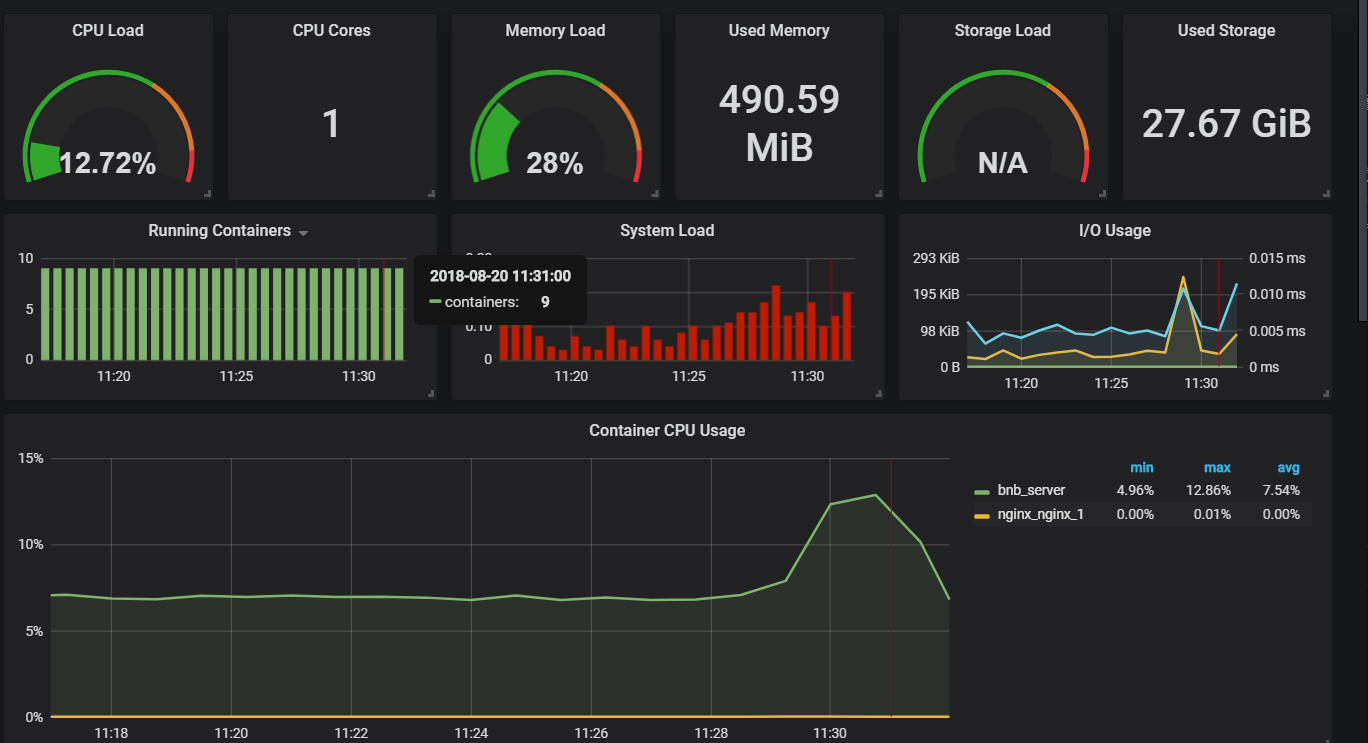 CPU Load
12.72%
CPU Cores
1
Memory Load
28%
Used Memory
490.59
MiB
Storage Load
N/A
Used Storage
27.67 GiB
Running Containers
10
5
0
11:20 11:25 11:30
2018-08-20 11:31:00
containers: 9
System Load
0.10
0
11:20 11:25 11:30
I/O Usage
293 KiB 0.015 ms
195 KiB 0.010 ms
98 KiB 0.005 ms
0 B 0 ms
11:20 11:25 11:30
Container CPU Usage
15%
10%
5%
0%
11:18 11:20 11:22 11:24 11:26 11:28 11:30
min max avg
bnb_server 4.96% 12.86% 7.54%
nginx_nginx_1 0.00% 0.01% 0.00%